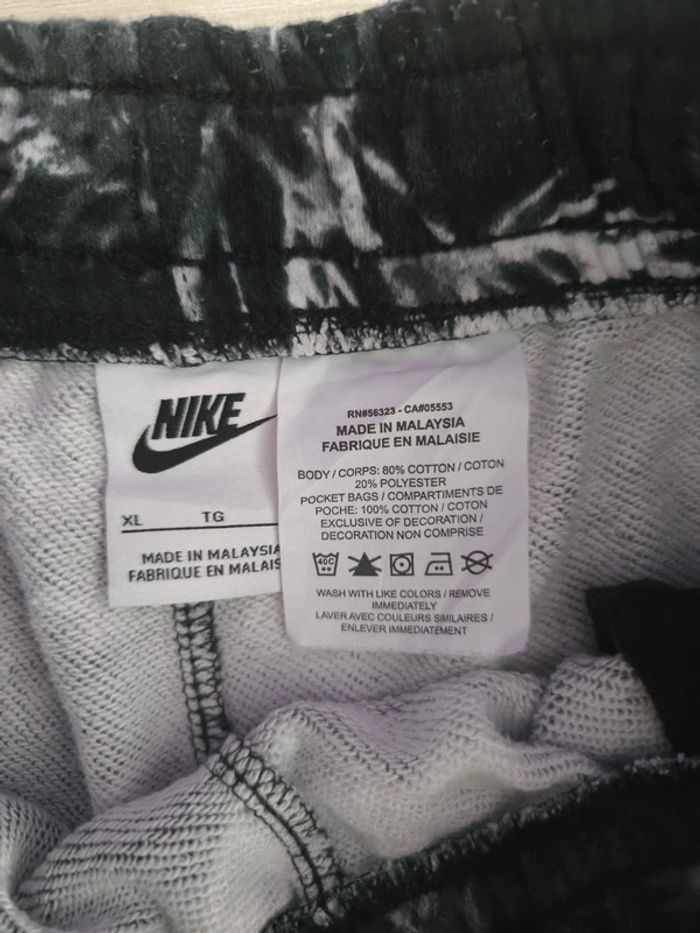 NIKE
XL TG
MADE IN MALAYSIA
FABRIQUE EN MALAIS
RN#56323 - CA#05553
MADE IN MALAYSIA
FABRIQUE EN MALAISIE
BODY / CORPS: 80% COTTON / COTON
20% POLYESTER
POCKET BAGS / COMPARTIMENTS DE
POCHE: 100% COTTON / COTON
EXCLUSIVE OF DECORATION /
DECORATION NON COMPRISE
40C
WASH WITH LIKE COLORS / REMOVE
IMMEDIATELY
LAVER AVEC COULEURS SIMILAIRES /
ENLEVER IMMEDIATEMENT